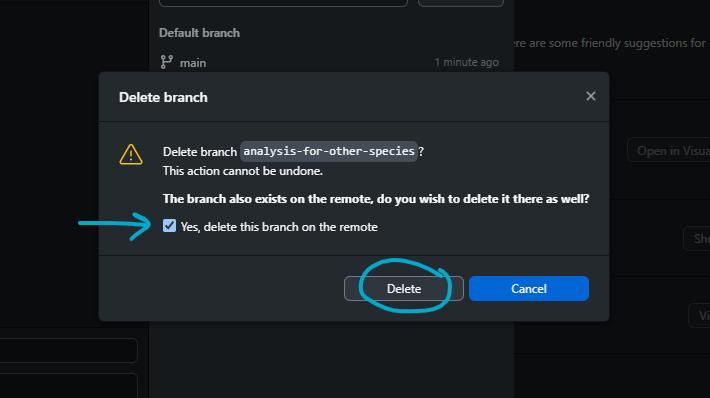 Default branch
main
1 minute ago
ere are some friendly suggestions for
Delete branch
Delete branch analysis-for-other-species?
This action cannot be undone.
The branch also exists on the remote, do you wish to delete it there as well?
Yes, delete this branch on the remote
Open in Visua
Sho
Delete
Cancel
Vi